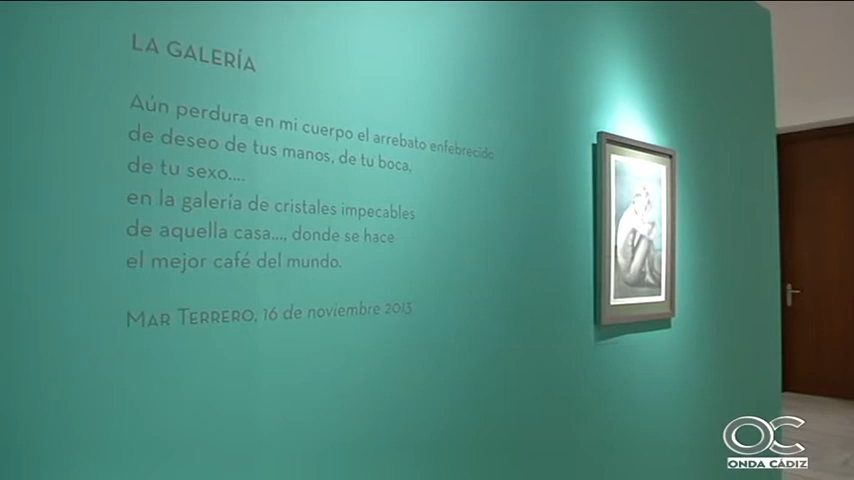 LA GALERÍA
Aún perdura en mi cuerpo el arrebato enfebrecido
de deseo de tus manos, de tu boca,
de tu sexo....
en la galería de cristales impecables
de aquella casa..., donde se hace
el mejor café del mundo.
MAR TERRERO, 16 de noviembre 2013
OC
ONDA CÁDIZ